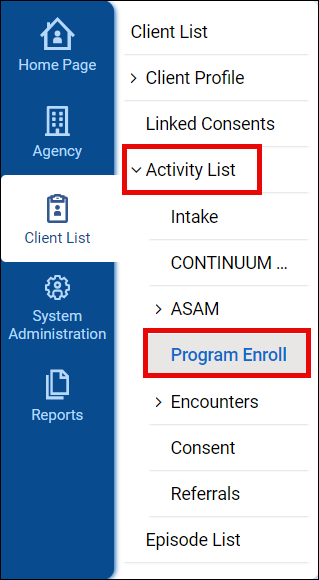 Home Page
Agency
Client List
System
Administration
Reports
Client List
Client Profile
Linked Consents
Activity List
Intake
CONTINUUM ...
ASAM
Program Enroll
Encounters
Consent
Referrals
Episode List